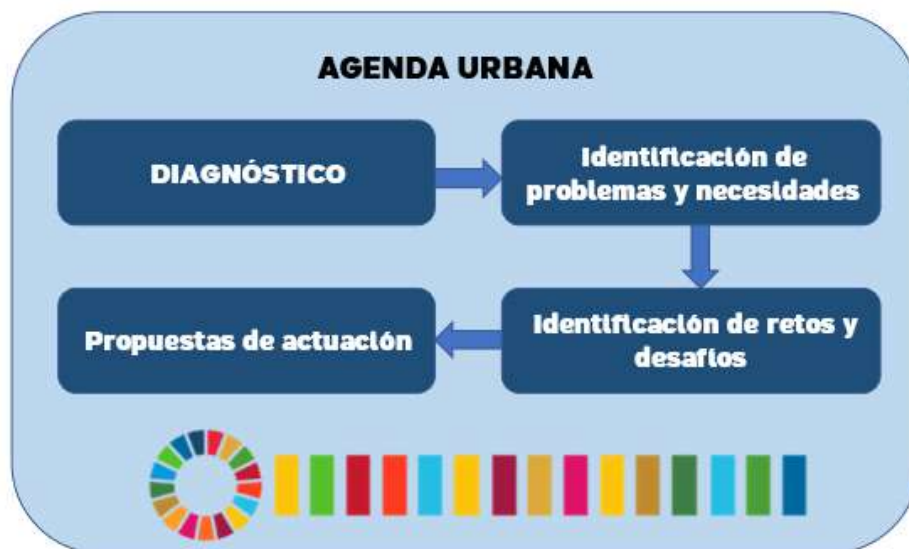 AGENDA URBANA
DIAGNÓSTICO
Identificación de
problemas y necesidades
Identificación de retos y
desafíos
Propuestas de actuación